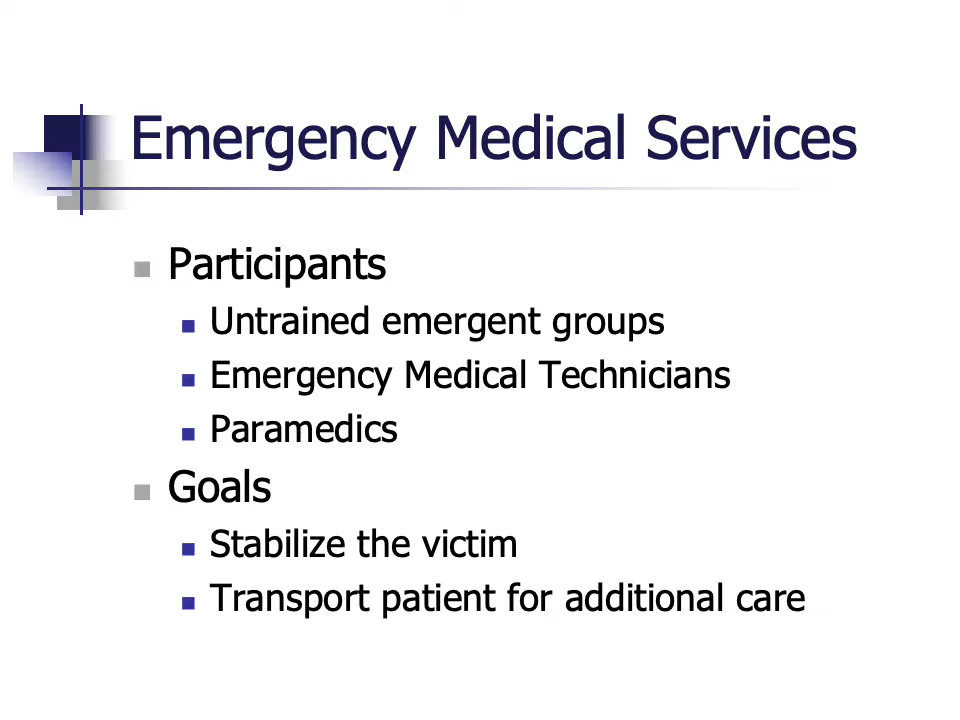 Emergency Medical Services
Participants
Untrained emergent groups
Emergency Medical Technicians
Paramedics
Goals
Stabilize the victim
Transport patient for additional care